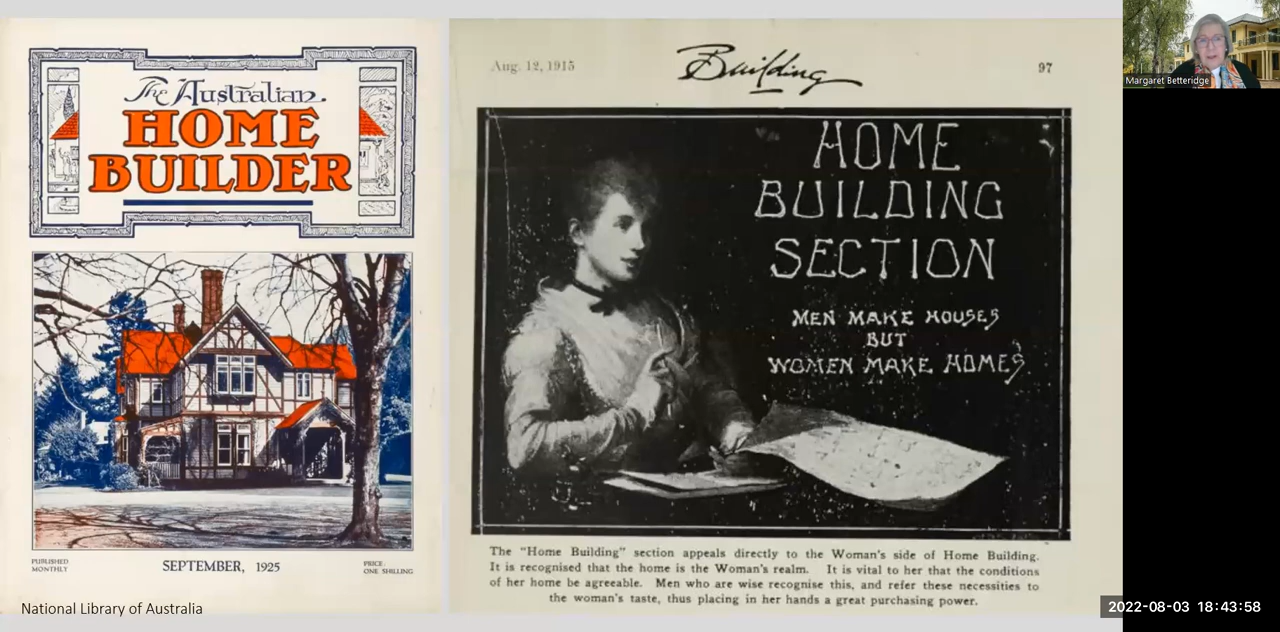 The Australian
HOME
BUILDER
PUBLISHED
MONTHLY
SEPTEMBER, 1925
PRICE:
ONE SHILLING
National Library of Australia
Aug. 12, 1915
Building
97
HOME
BUILDING
SECTION
MEN MAKE HOUSES
BUT
WOMEN MAKE HOMES
The "Home Building" section appeals directly to the Woman's side of Home Building.
It is recognised that the home is the Woman's realm. It is vital to her that the conditions
of her home be agreeable. Men who are wise recognise this, and refer these necessities to
the woman's taste, thus placing in her hands a great purchasing power.
Margaret Betteridge
2022-08-03 18:43:58